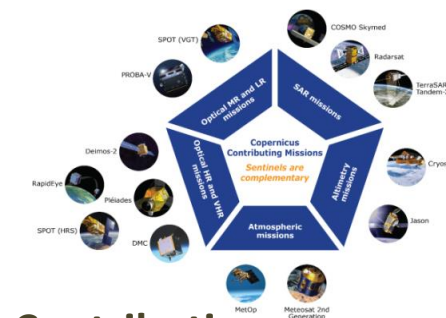 COSMO Skymed
SPOT (VGT)
Radarsat
PROBA-V
TerraSAR
Tandem-
Optical MR and LR
missions
SAR missions
Deimos-2
Copernicus
Contributing Missions
Sentinels are
complementary
RapidEye
Pléiades
Optical HR and VHR
missions
Altimetry
missions
SPOT (HRS)
DMC
Jason
Atmospheric
missions
MetOp
Meteosat 2nd
Generation